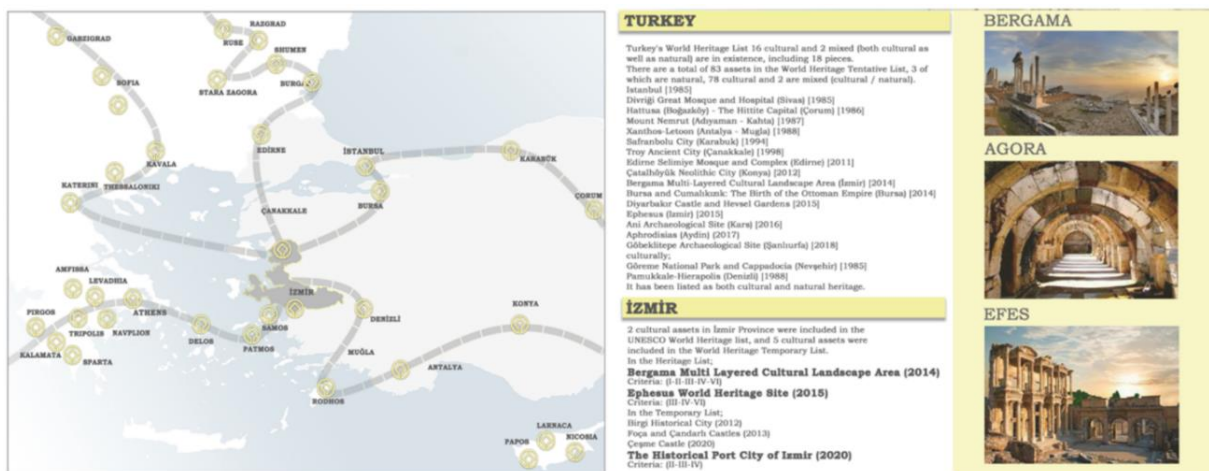 GARZIGRAD
SOFIA
RUSE
RAZGRAD
SHUMEN
STARA ZAGORA
BURGAS
KAVALA
THESSALONIKI
KATERINI
EDİRNE
İSTANBUL
KARABÜK
ÇORUM
BURSA
ÇANAKKALE
AMFISSA
LEVADHIA
PIRGOS
ATHENS
TRIPOLIS
NAVPLION
KALAMATA
SPARTA
DELOS
SAMOS
PATMOS
İZMİR
DENİZLİ
KONYA
MUĞLA
ANTALYA
RODHOS
LARNACA
PAPOS
NICOSIA
TURKEY
Turkey's World Heritage List 16 cultural and 2 mixed (both cultural as
well as natural) are in existence, including 18 pieces.
There are a total of 83 assets in the World Heritage Tentative List, 3 of
which are natural, 78 cultural and 2 are mixed (cultural / natural).
Istanbul [1985]
Divriği Great Mosque and Hospital (Sivas) [1985]
Hattusa (Boğazköy) - The Hittite Capital (Çorum) [1986]
Mount Nemrut (Adıyaman - Kahta) [1987]
Xanthos-Letoon (Antalya - Mugla) [1988]
Safranbolu City (Karabuk) [1994]
Troy Ancient City (Çanakkale) [1998]
Edirne Selimiye Mosque and Complex (Edirne) [2011]
Çatalhöyük Neolithic City (Konya) [2012]
Bergama Multi-Layered Cultural Landscape Area (İzmir) [2014]
Bursa and Cumalıkızık: The Birth of the Ottoman Empire (Bursa) [2014]
Diyarbakır Castle and Hevsel Gardens [2015]
Ephesus (Izmir) [2015]
Ani Archaeological Site (Kars) [2016]
Aphrodisias (Aydin) (2017)
Göbeklitepe Archaeological Site (Şanlıurfa) [2018]
culturally;
Göreme National Park and Cappadocia (Nevşehir) [1985]
Pamukkale-Hierapolis (Denizli) [1988]
It has been listed as both cultural and natural heritage.
İZMİR
2 cultural assets in İzmir Province were included in the
UNESCO World Heritage list, and 5 cultural assets were
included in the World Heritage Temporary List.
In the Heritage List;
Bergama Multi Layered Cultural Landscape Area (2014)
Criteria: (I-II-III-IV-VI)
Ephesus World Heritage Site (2015)
Criteria: (III-IV-VI)
In the Temporary List;
Birgi Historical City (2012)
Foça and Çandarlı Castles (2013)
Çeşme Castle (2020)
The Historical Port City of Izmir (2020)
Criteria: (II-III-IV)
BERGAMA
AGORA
EFES